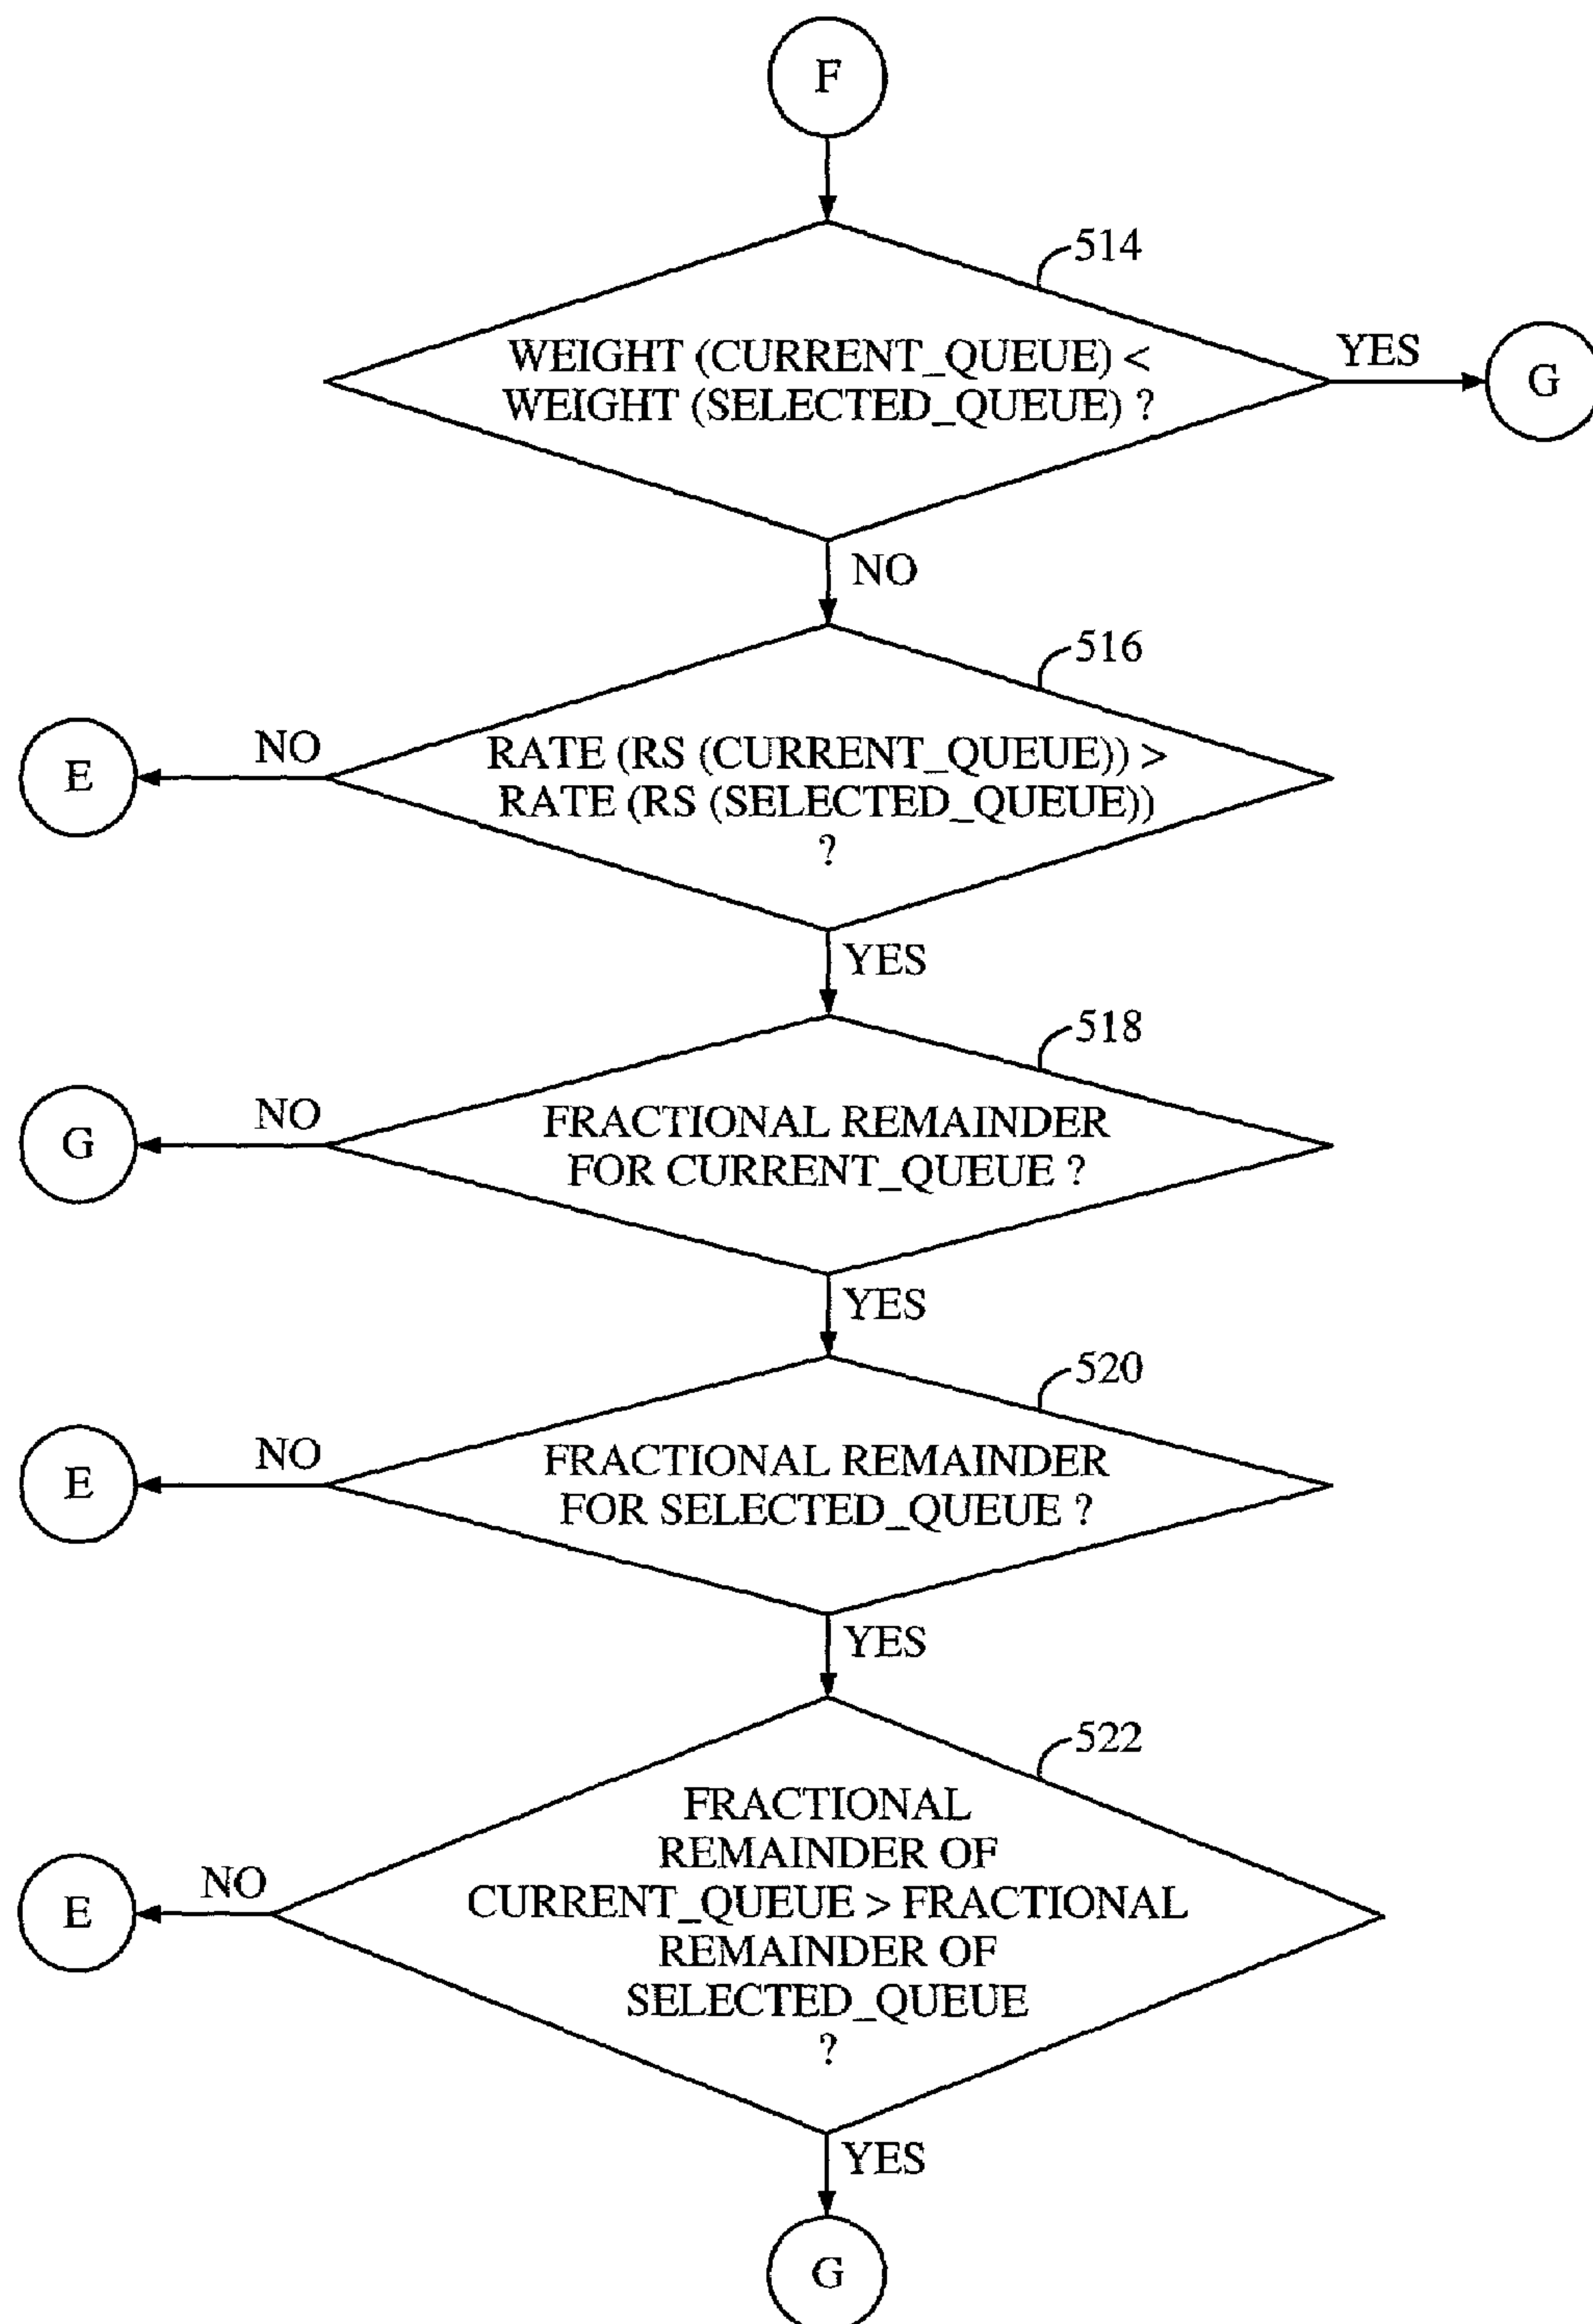 F
514
WEIGHT (CURRENT_QUEUE) <
WEIGHT (SELECTED_QUEUE) ?
YES
G
NO
516
RATE (RS (CURRENT_QUEUE)) >
RATE (RS (SELECTED_QUEUE))
?
NO
E
YES
518
FRACTIONAL REMAINDER
FOR CURRENT_QUEUE ?
NO
G
YES
520
FRACTIONAL REMAINDER
FOR SELECTED_QUEUE ?
NO
E
YES
522
FRACTIONAL
REMAINDER OF
CURRENT_QUEUE > FRACTIONAL
REMAINDER OF
SELECTED_QUEUE
?
NO
E
YES
G